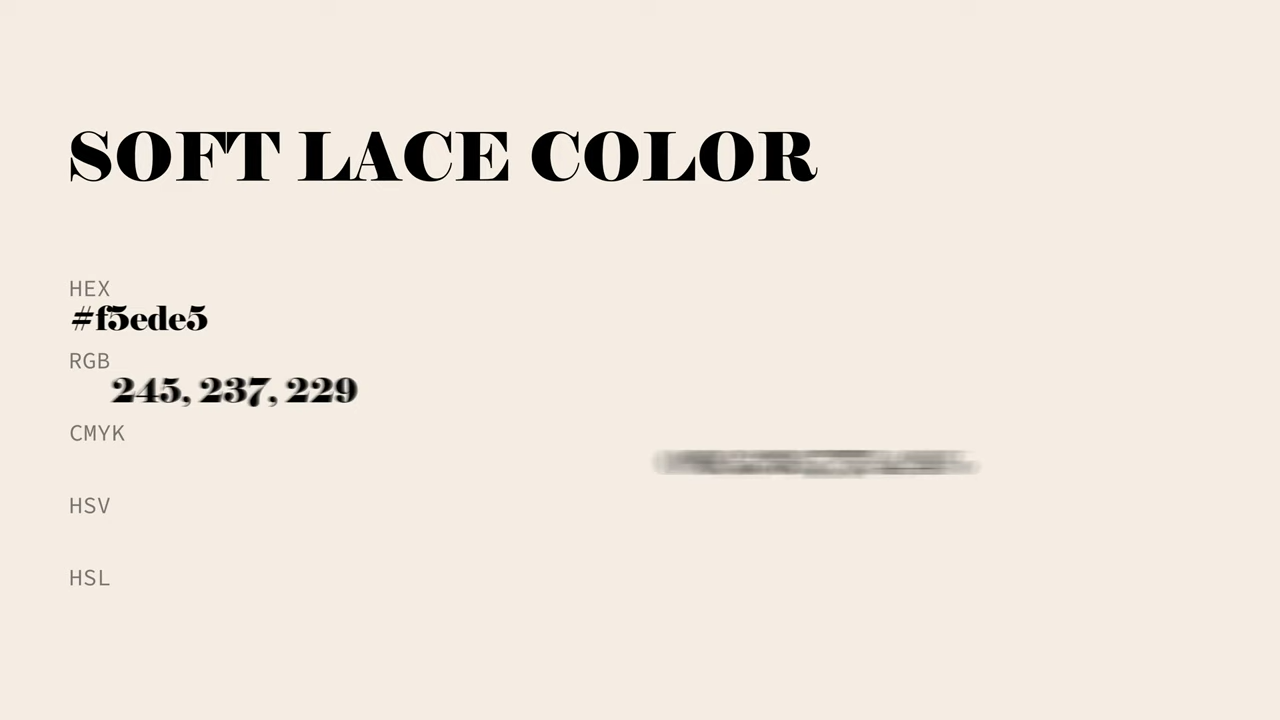 SOFT LACE COLOR
HEX
#f5ede5
RGB
245, 237, 229
CMYK
HSV
HSL